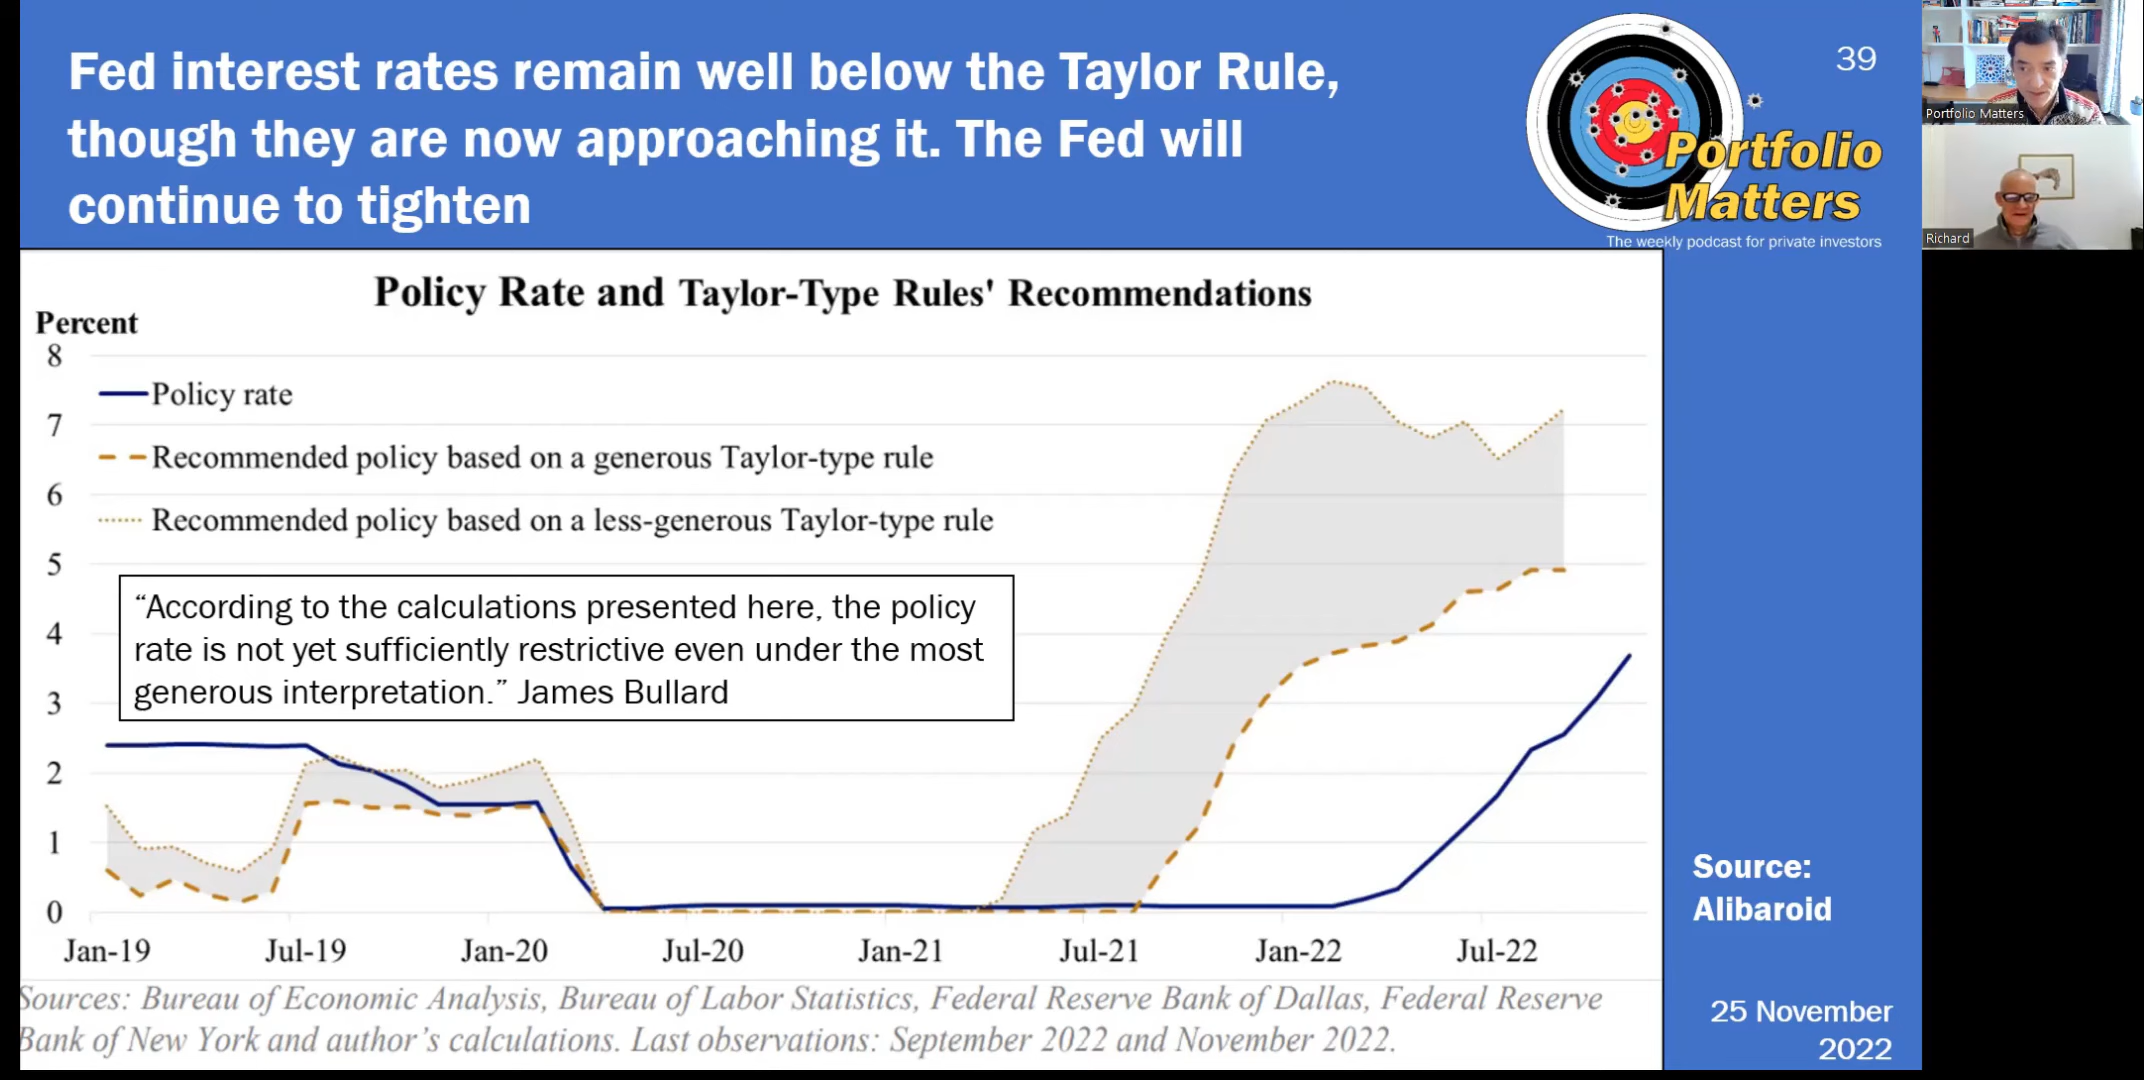 Fed interest rates remain well below the Taylor Rule,
though they are now approaching it. The Fed will
continue to tighten
39
Portfolio
Matters
The weekly podcast for private investors
Portfolio Matters
Richard
Policy Rate and Taylor-Type Rules' Recommendations
Percent
8
7
6
5
4
3
2
1
0
Policy rate
Recommended policy based on a generous Taylor-type rule
Recommended policy based on a less-generous Taylor-type rule
“According to the calculations presented here, the policy
rate is not yet sufficiently restrictive even under the most
generous interpretation.” James Bullard
Jan-19 Jul-19 Jan-20 Jul-20 Jan-21 Jul-21 Jan-22 Jul-22
Sources: Bureau of Economic Analysis, Bureau of Labor Statistics, Federal Reserve Bank of Dallas, Federal Reserve
Bank of New York and author’s calculations. Last observations: September 2022 and November 2022.
Source:
Alibaroid
25 November
2022